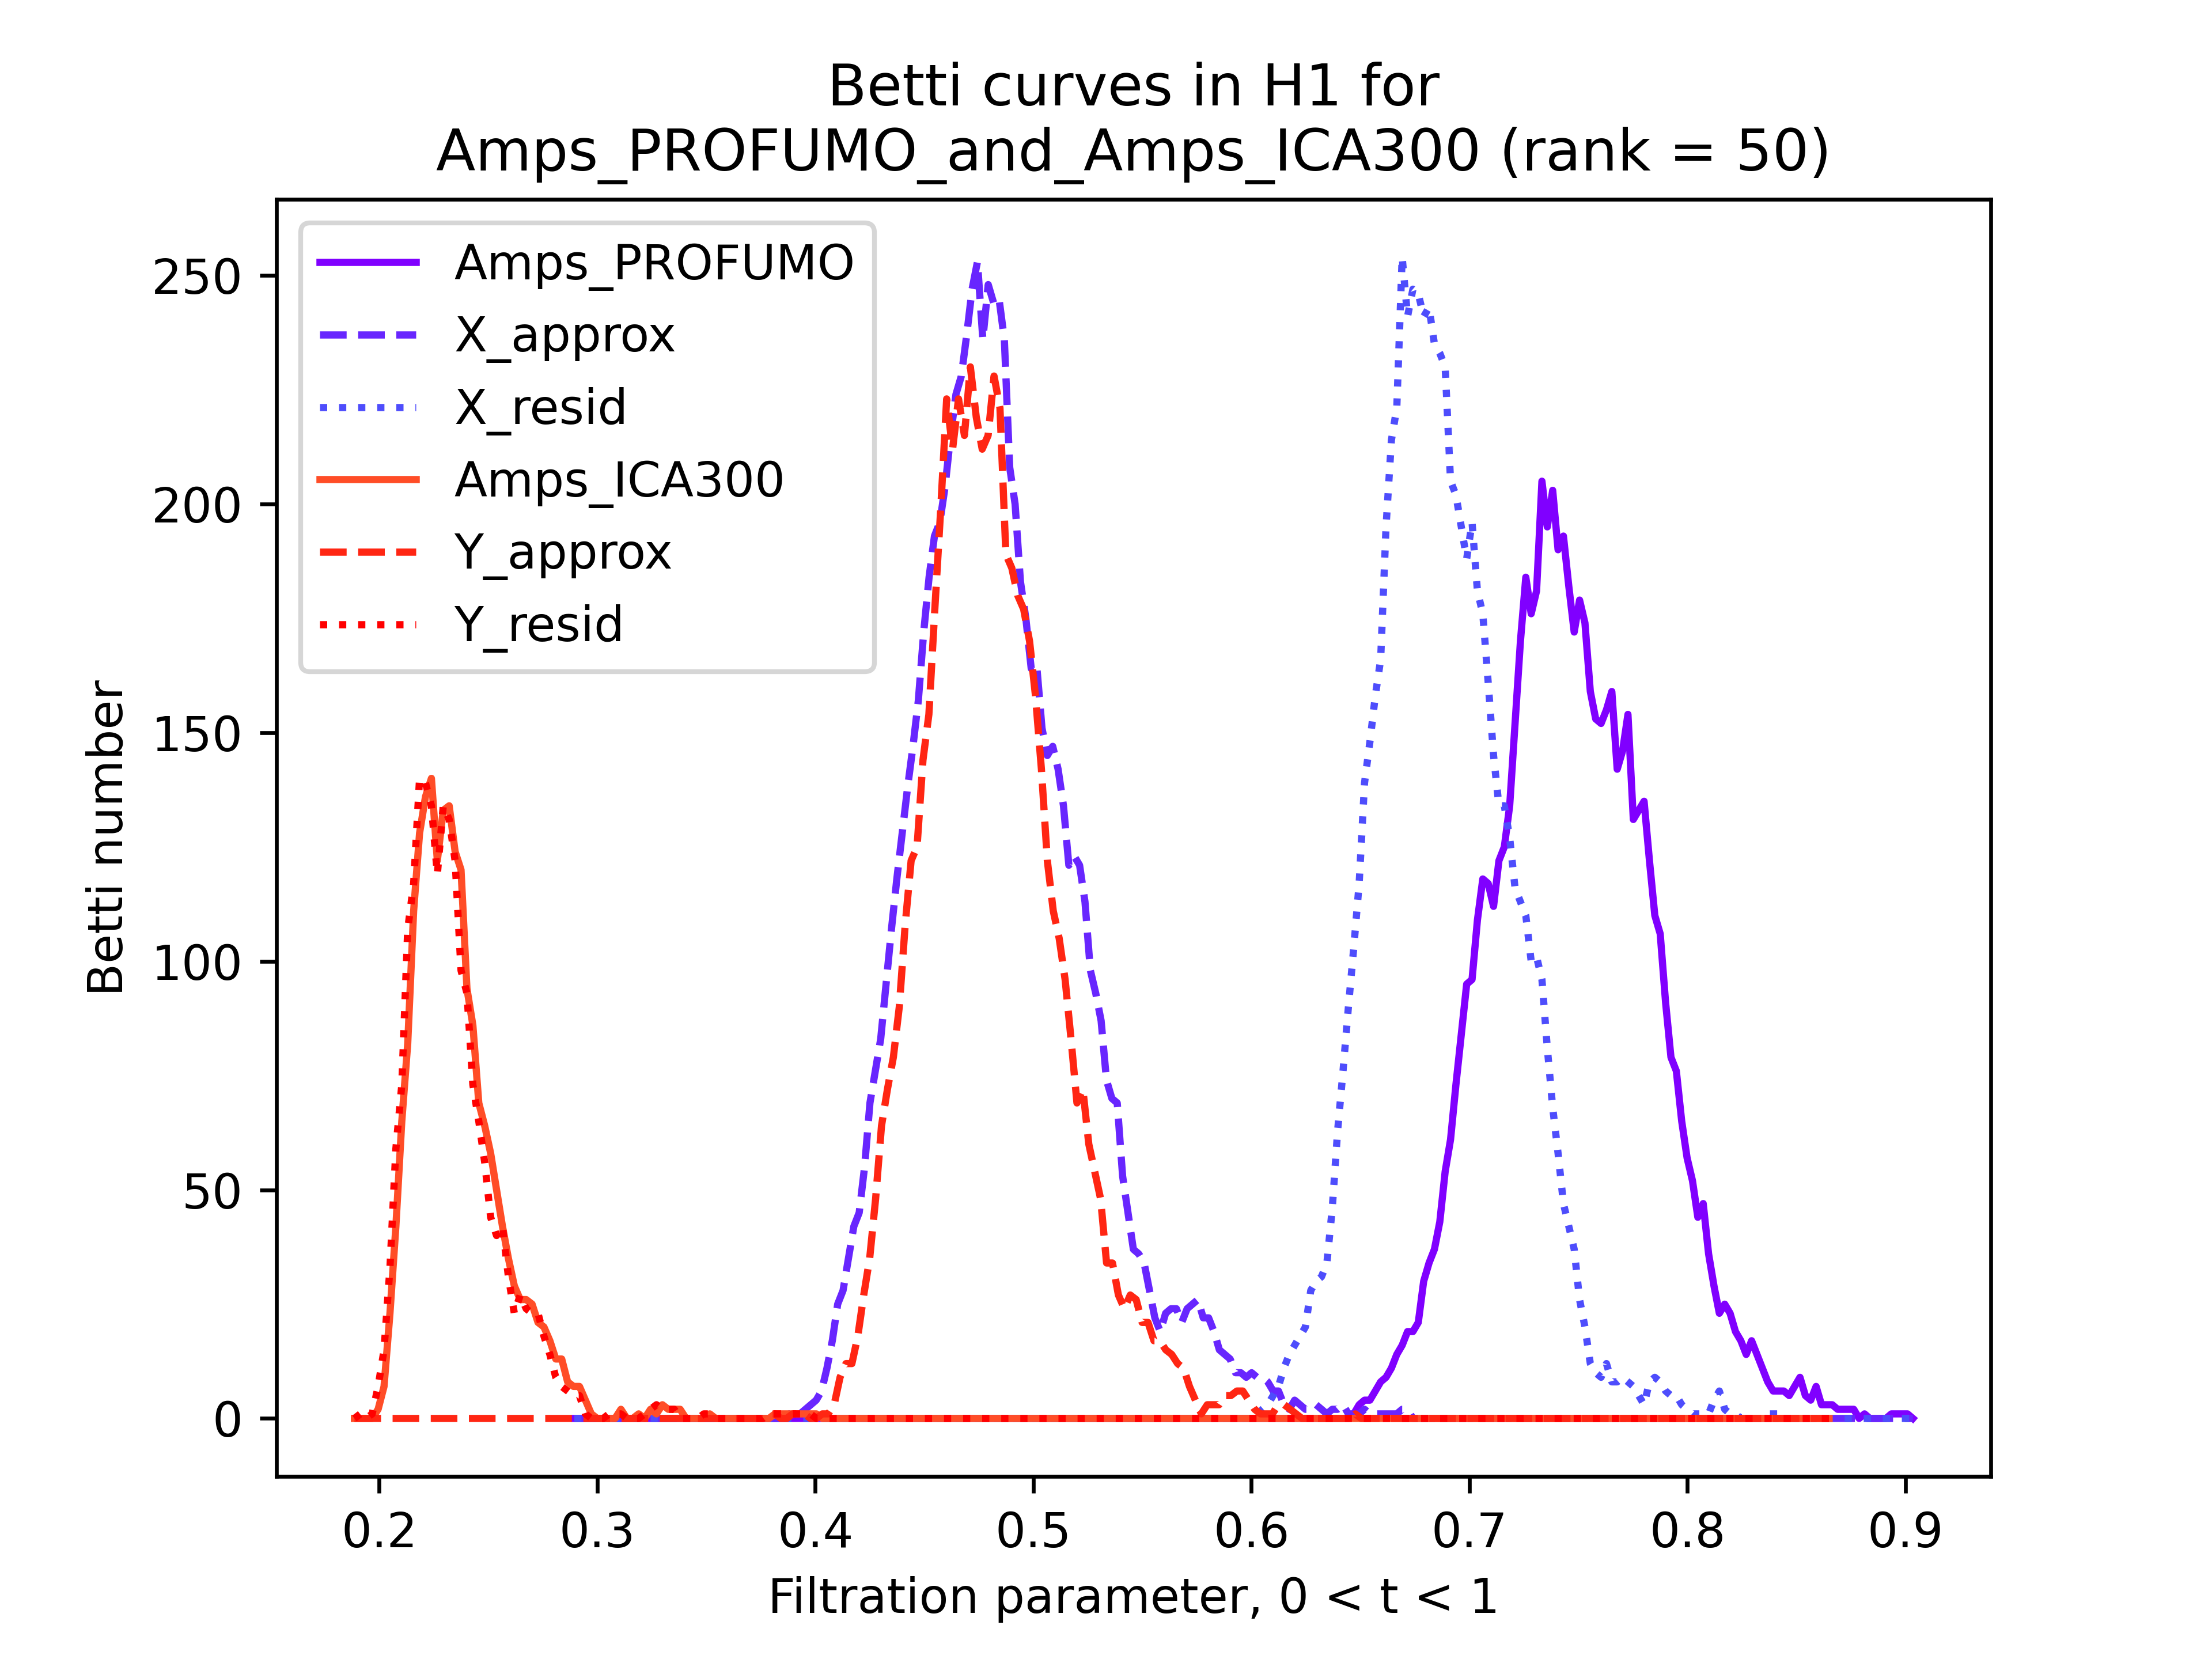 Betti curves in H1 for
Amps_PROFUMO_and_Amps_ICA300 (rank = 50)
Amps_PROFUMO
X_approx
X_resid
Amps_ICA300
Y_approx
Y_resid
Betti number
250
200
150
100
50
0
0.2 0.3 0.4 0.5 0.6 0.7 0.8 0.9
Filtration parameter, 0 < t < 1